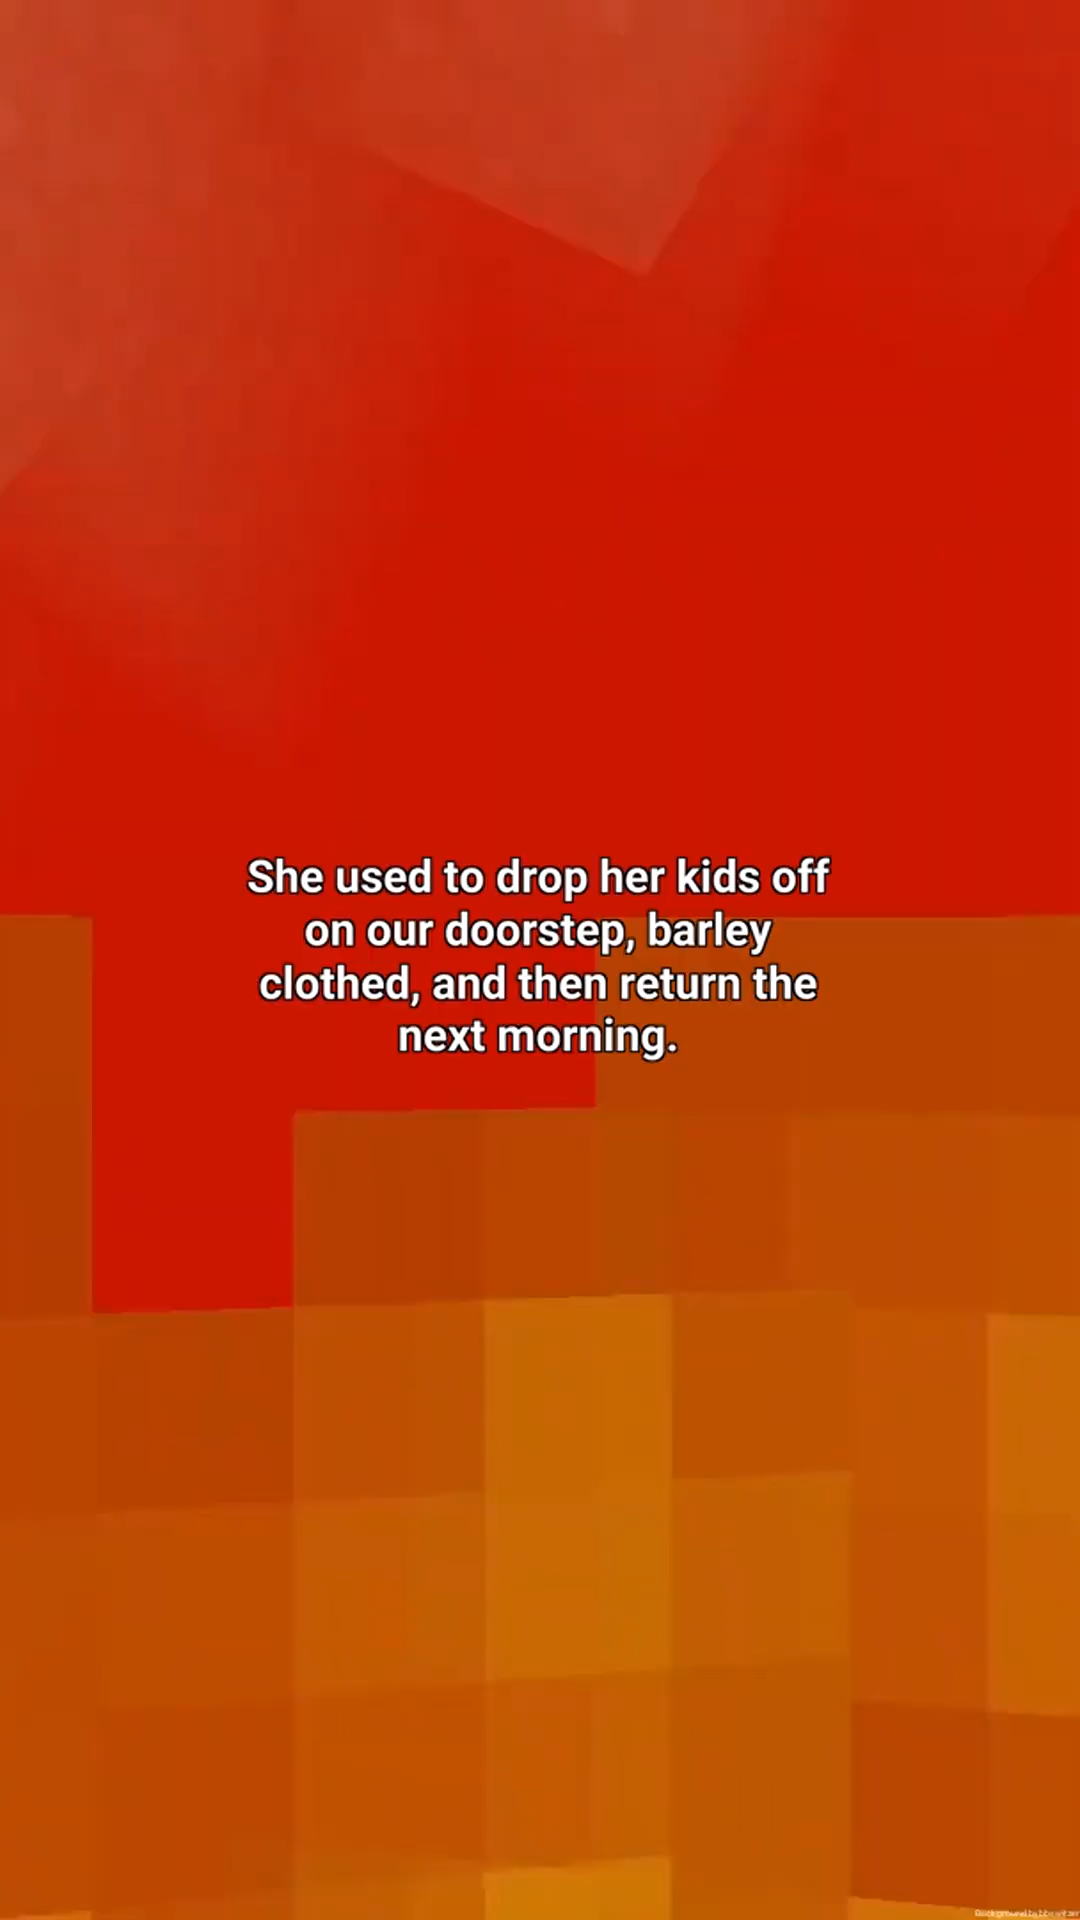 She used to drop her kids off
on our doorstep, barley
clothed, and then return the
next morning.